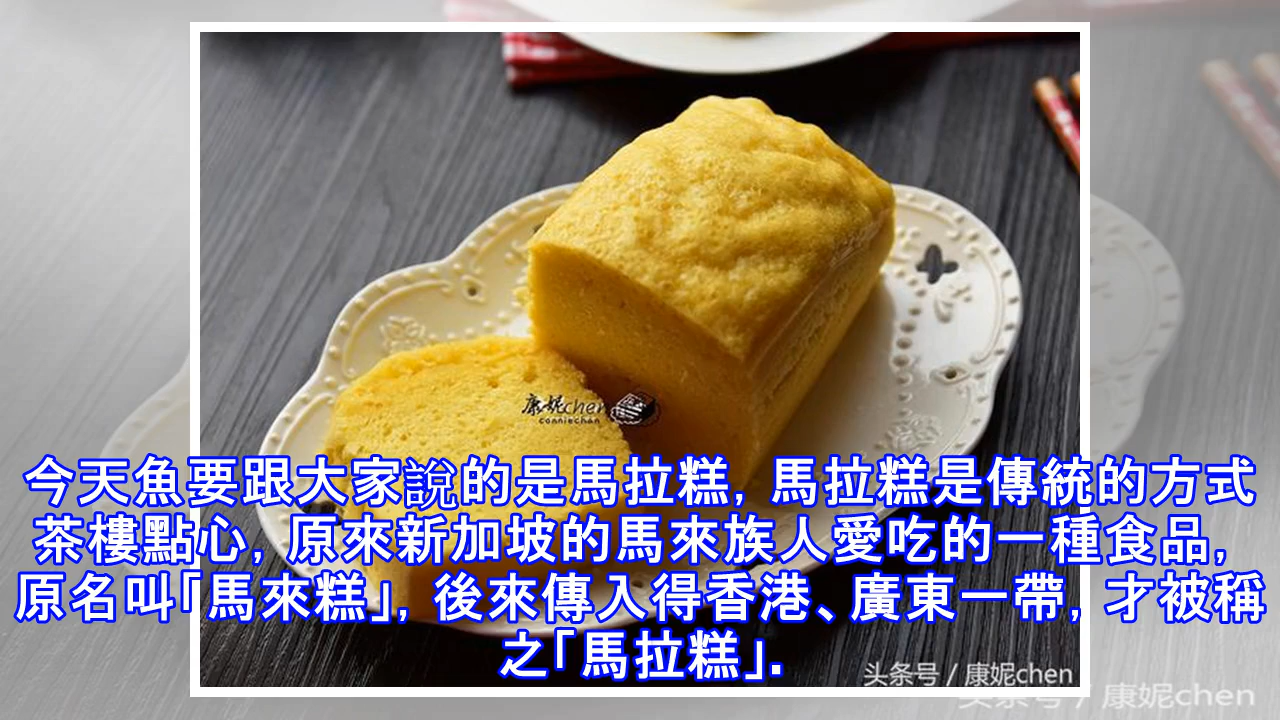 康妮chen
conniechan
今天魚要跟大家說的是馬拉糕, 馬拉糕是傳統的方式
茶樓點心, 原來新加坡的馬來族人愛吃的一種食品,
原名叫「馬來糕」, 後來傳入得香港、廣東一帶, 才被稱
之「馬拉糕」.
头条号 / 康妮chen
头条号 / 康妮chen